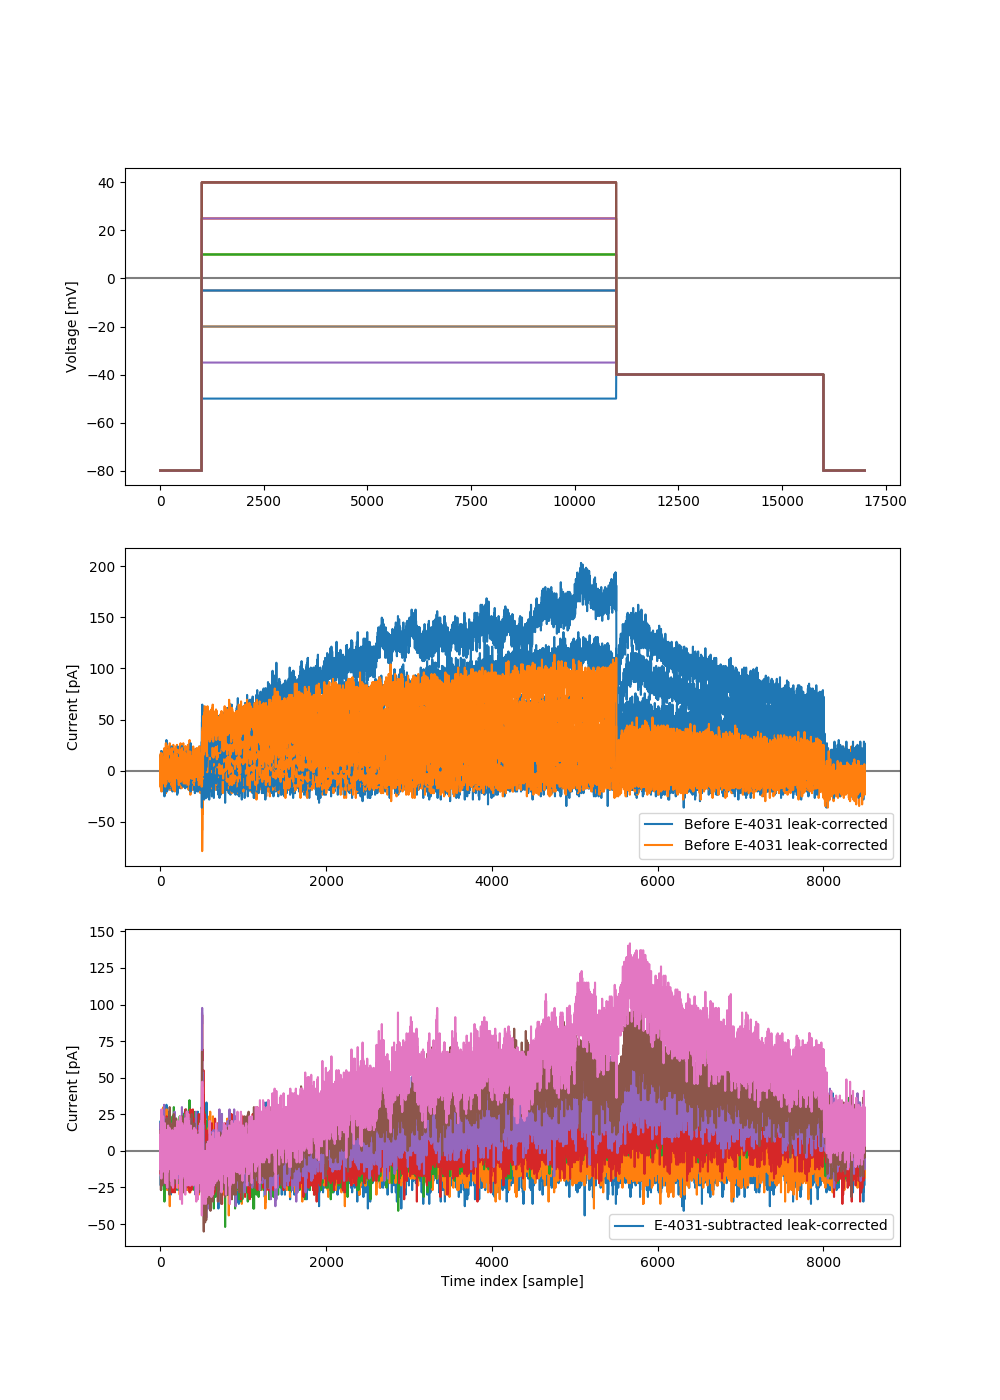 40
20
0
−20
−40
−60
−80
Voltage [mV]
0 2500 5000 7500 10000 12500 15000 17500
200
150
100
50
0
−50
Current [pA]
Before E-4031 leak-corrected
Before E-4031 leak-corrected
0 2000 4000 6000 8000
150
125
100
75
50
25
0
−25
−50
Current [pA]
E-4031-subtracted leak-corrected
0 2000 4000 6000 8000
Time index [sample]